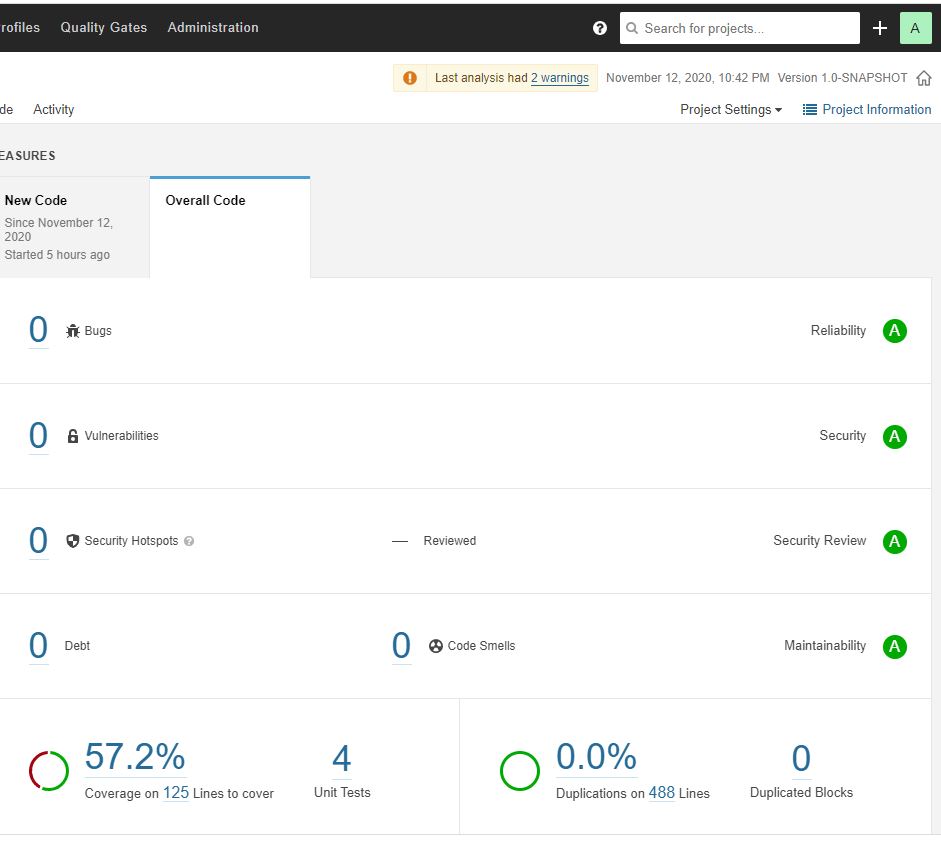 rofiles Quality Gates Administration ? Search for projects... + A
Last analysis had 2 warnings November 12, 2020, 10:42 PM Version 1.0-SNAPSHOT
de Activity Project Settings Project Information
EASURES
New Code Overall Code
Since November 12,
2020
Started 5 hours ago
0 Bugs Reliability A
0 Vulnerabilities Security A
0 Security Hotspots ? — Reviewed Security Review A
0 Debt 0 Code Smells Maintainability A
57.2% 4 0.0% 0
Coverage on 125 Lines to cover Unit Tests Duplications on 488 Lines Duplicated Blocks